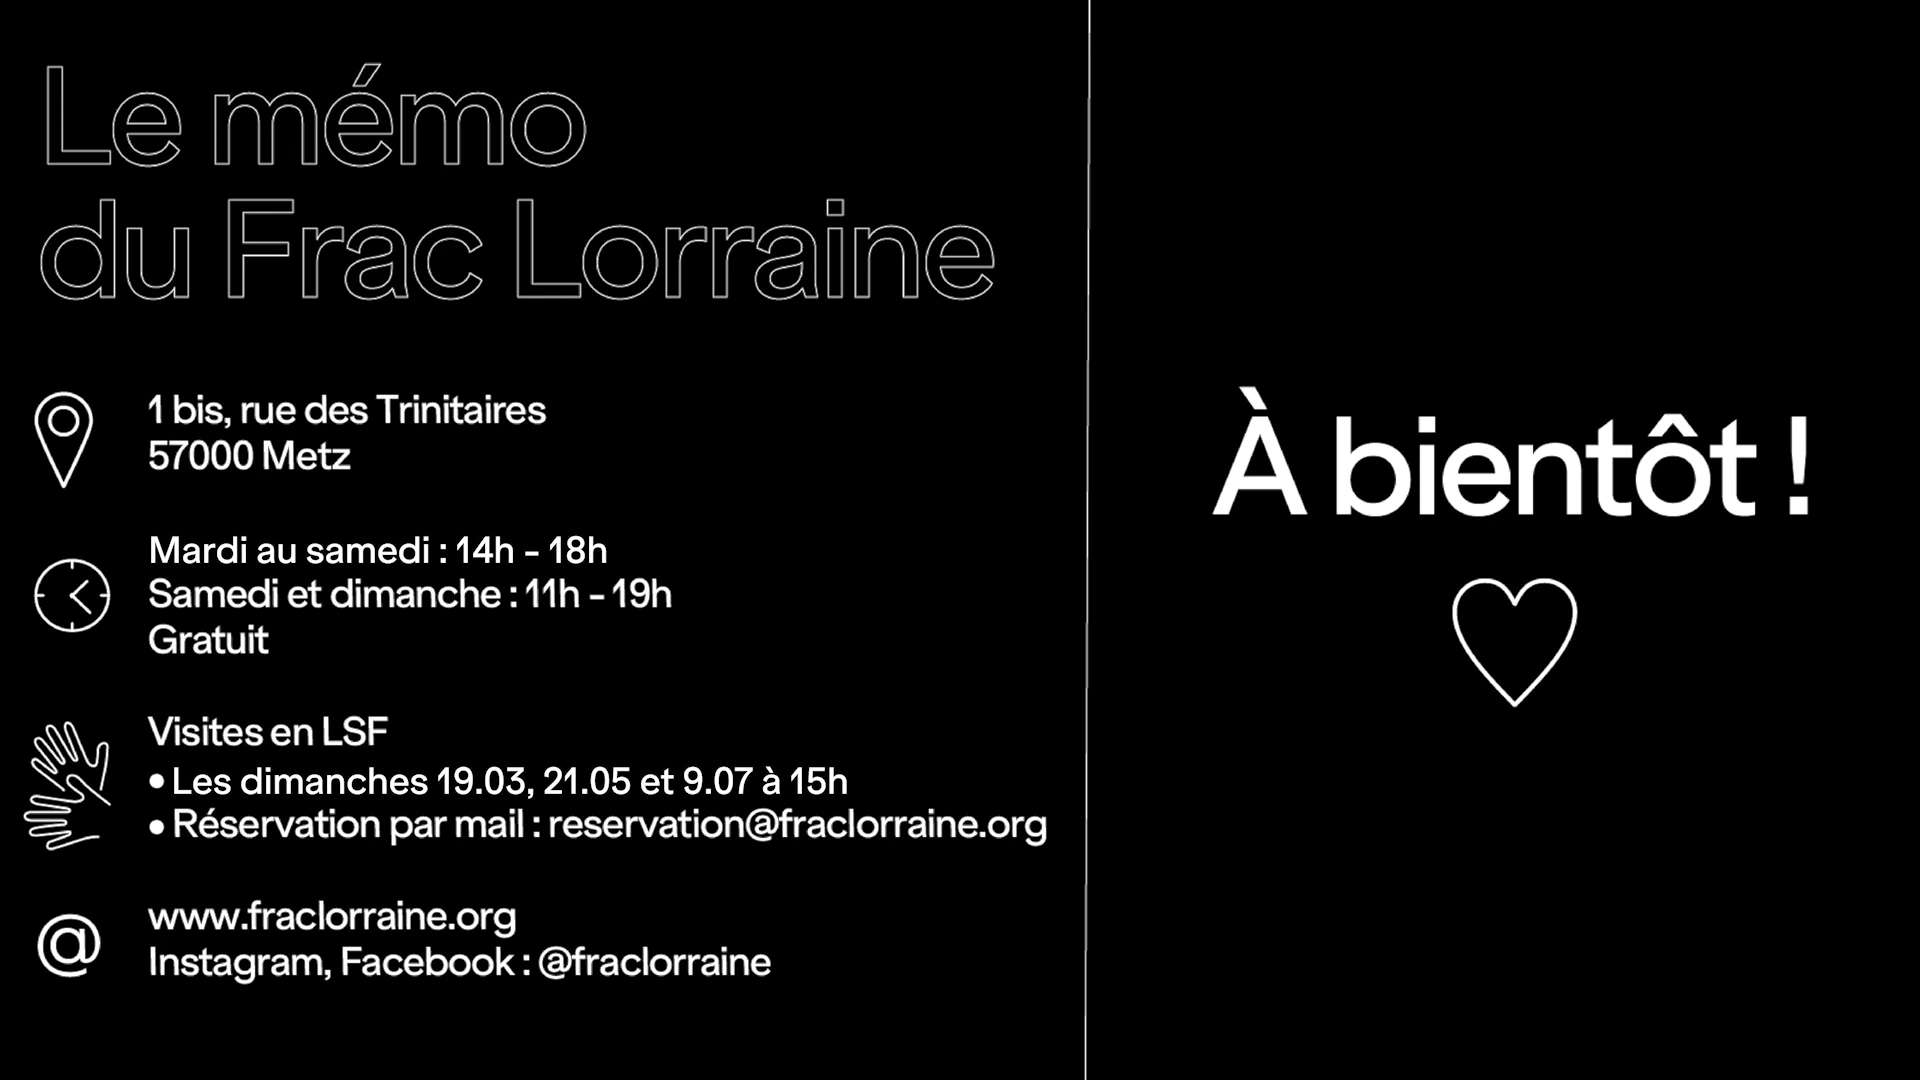 Le mémo
du Frac Lorraine
1 bis, rue des Trinitaires
57000 Metz
Mardi au samedi : 14h - 18h
Samedi et dimanche : 11h - 19h
Gratuit
Visites en LSF
• Les dimanches 19.03, 21.05 et 9.07 à 15h
• Réservation par mail : reservation@fraclorraine.org
@
www.fraclorraine.org
Instagram, Facebook : @fraclorraine
À bientôt !